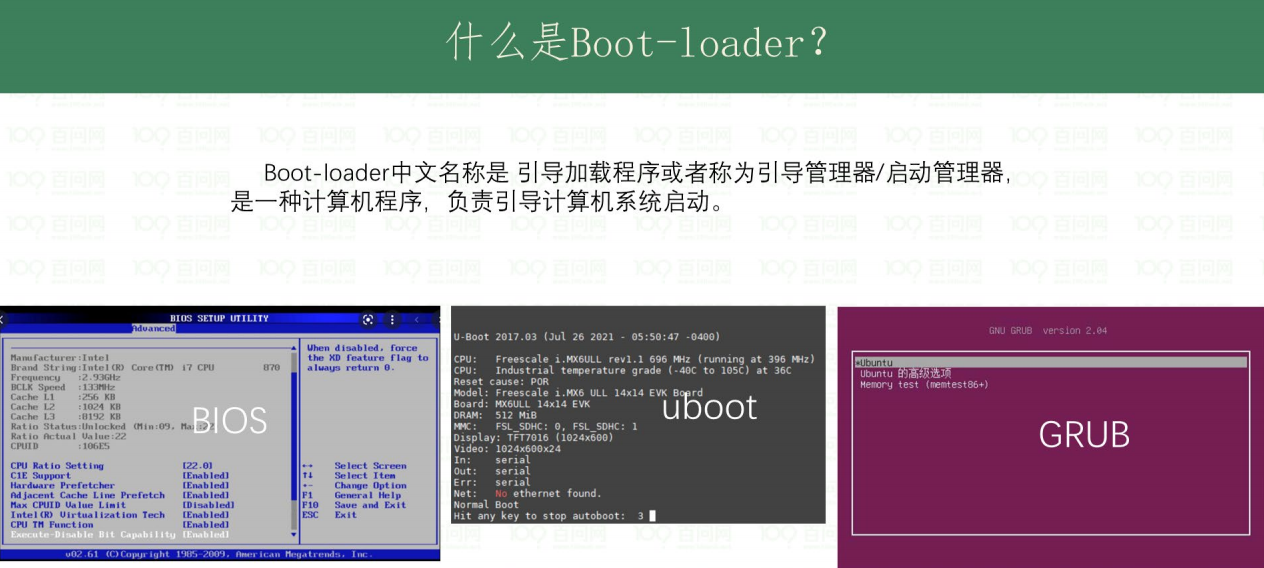 什么是Boot-loader？
Boot-loader中文名称是 引导加载程序或者称为引导管理器/启动管理器,
是一种计算机程序，负责引导计算机系统启动。
BIOS SETUP UTILITY
Advanced
Manufacturer:Intel
Brand String:Intel(R) Core(TM) i7 CPU 870
Frequency :2.93GHz
BCLK Speed :133MHz
Cache L1 :256 KB
Cache L2 :1024 KB
Cache L3 :8192 KB
Ratio Status:Unlocked (Min:09, Max:22)
Ratio Actual Value:22
CPUID :106E5
CPU Ratio Setting [22.0]
C1E Support [Enabled]
Hardware Prefetcher [Enabled]
Adjacent Cache Line Prefetch [Enabled]
Max CPUID Value Limit [Disabled]
Intel(R) Virtualization Tech [Enabled]
CPU TM Function [Enabled]
Execute-Disable Bit Capability [Enabled]
When disabled, force
the XD feature flag to
always return 0.
↔ Select Screen
↑↓ Select Item
+- Change Option
F1 General Help
F10 Save and Exit
ESC Exit
v02.61 (C)Copyright 1985-2009, American Megatrends, Inc.
BIOS
U-Boot 2017.03 (Jul 26 2021 - 05:50:47 -0400)
CPU: Freescale i.MX6ULL rev1.1 696 MHz (running at 396 MHz)
CPU: Industrial temperature grade (-40C to 105C) at 36C
Reset cause: POR
Model: Freescale i.MX6 ULL 14x14 EVK Board
Board: MX6ULL 14x14 EVK
DRAM: 512 MiB
MMC: FSL_SDHC: 0, FSL_SDHC: 1
Display: TFT7016 (1024x600)
Video: 1024x600x24
In: serial
Out: serial
Err: serial
Net: No ethernet found.
Normal Boot
Hit any key to stop autoboot: 3
uboot
GNU GRUB version 2.04
*Ubuntu
Ubuntu 的高级选项
Memory test (memtest86+)
GRUB